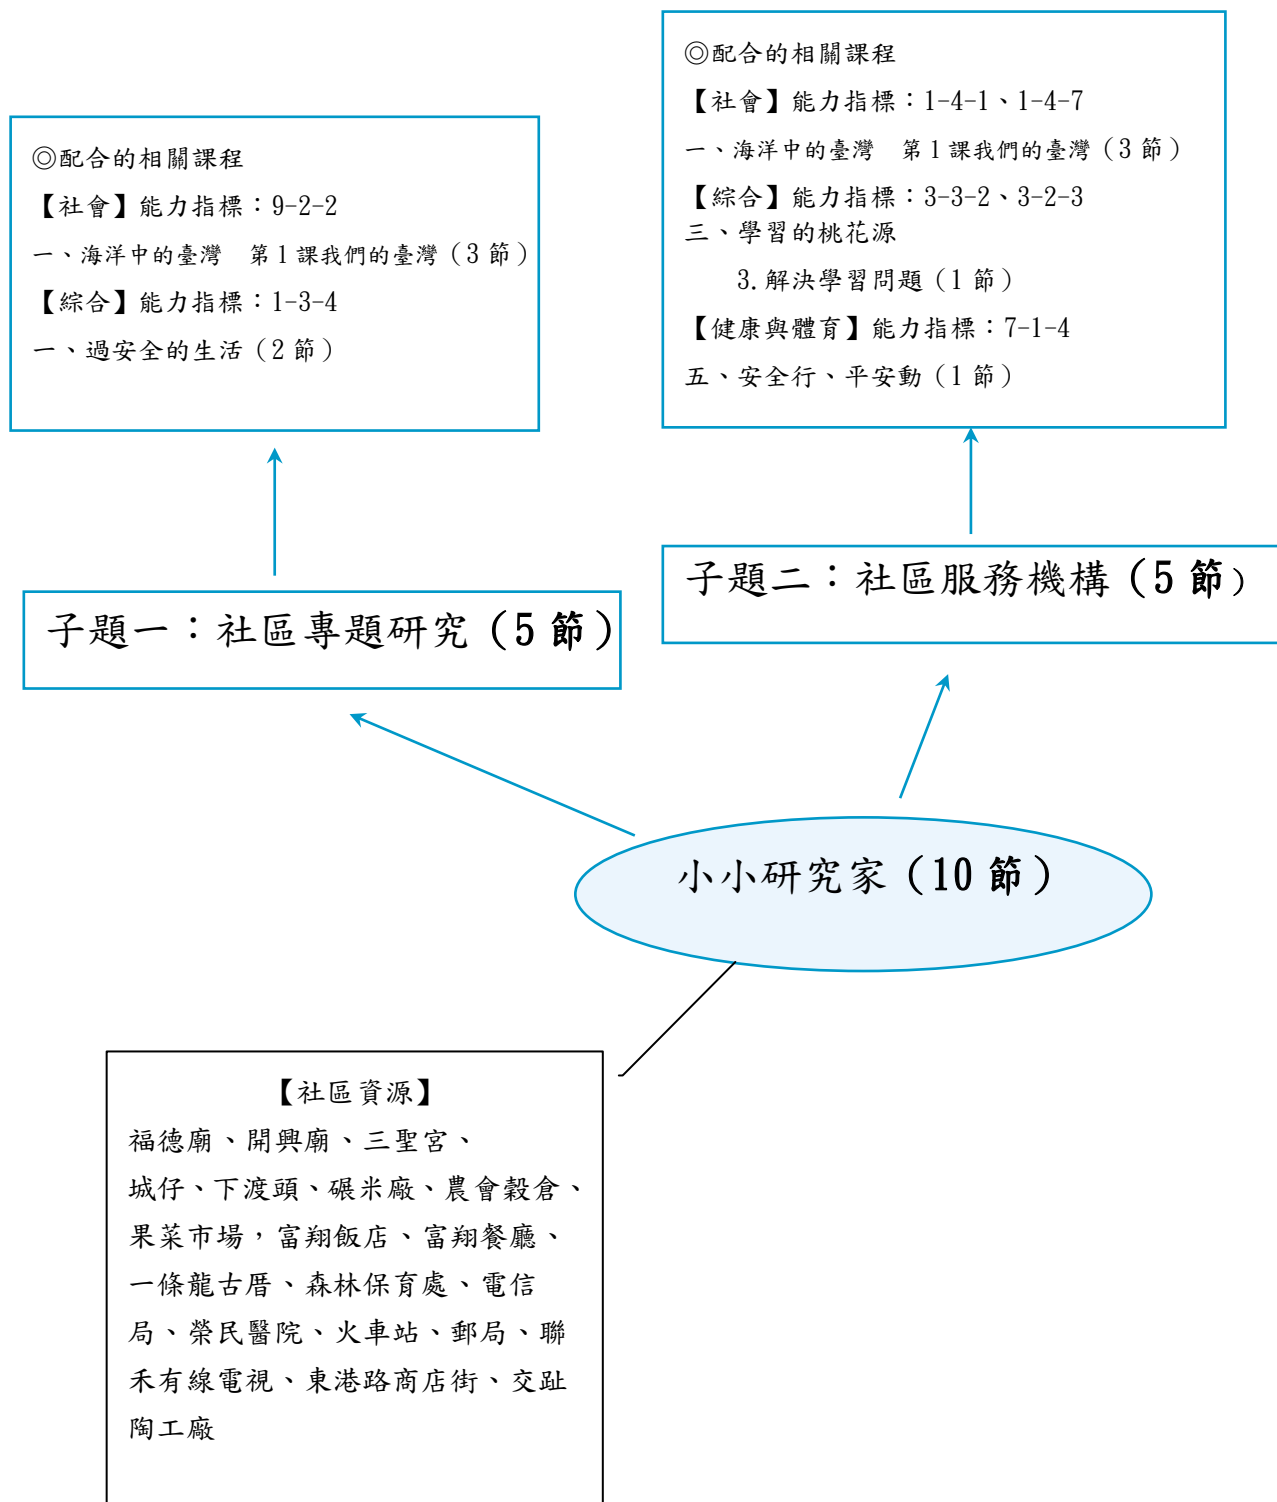 ◎配合的相關課程
【社會】能力指標：9-2-2
一、海洋中的臺灣　第1課我們的臺灣（3節）
【綜合】能力指標：1-3-4
一、過安全的生活（2節）
◎配合的相關課程
【社會】能力指標：1-4-1、1-4-7
一、海洋中的臺灣　第1課我們的臺灣（3節）
【綜合】能力指標：3-3-2、3-2-3
三、學習的桃花源
3.解決學習問題（1節）
【健康與體育】能力指標：7-1-4
五、安全行、平安動（1節）
子題一：社區專題研究（5節）
子題二：社區服務機構（5節）
小小研究家（10節）
【社區資源】
福德廟、開興廟、三聖宮、
城仔、下渡頭、碾米廠、農會穀倉、
果菜市場，富翔飯店、富翔餐廳、
一條龍古厝、森林保育處、電信
局、榮民醫院、火車站、郵局、聯
禾有線電視、東港路商店街、交趾
陶工廠